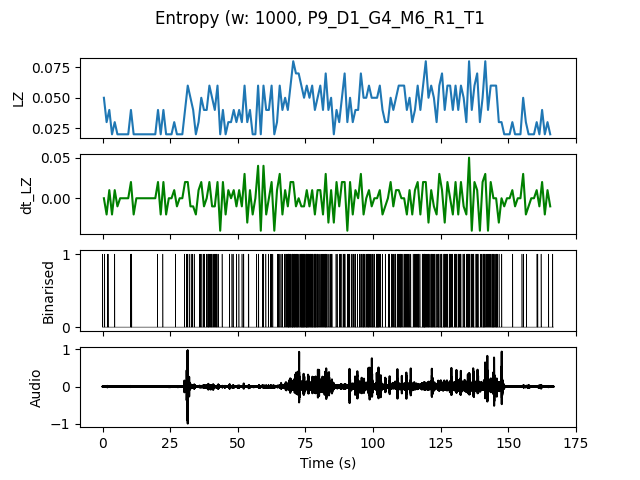 Entropy (w: 1000, P9_D1_G4_M6_R1_T1
0.075
0.050
0.025
LZ
0.05
0.00
dt_LZ
1
0
Binarised
1
0
−1
Audio
0 25 50 75 100 125 150 175
Time (s)